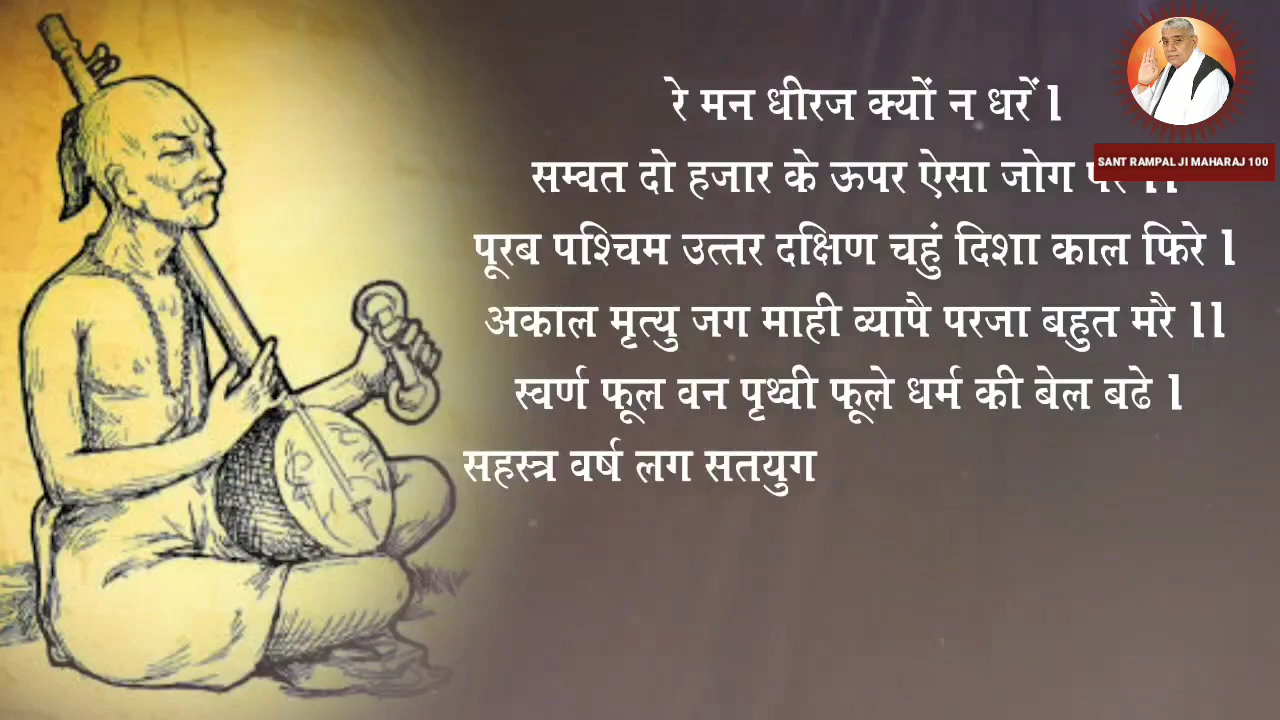 रे मन धीरज क्यों न धरें l
SANT RAMPAL JI MAHARAJ 100
सम्वत दो हजार के ऊपर ऐसा जोग
पूरब पश्चिम उत्तर दक्षिण चहुं दिशा काल फिरे l
अकाल मृत्यु जग माही व्यापै परजा बहुत मरै ll
स्वर्ण फूल वन पृथ्वी फूले धर्म की बेल बढे l
सहस्त्र वर्ष लग सतयुग